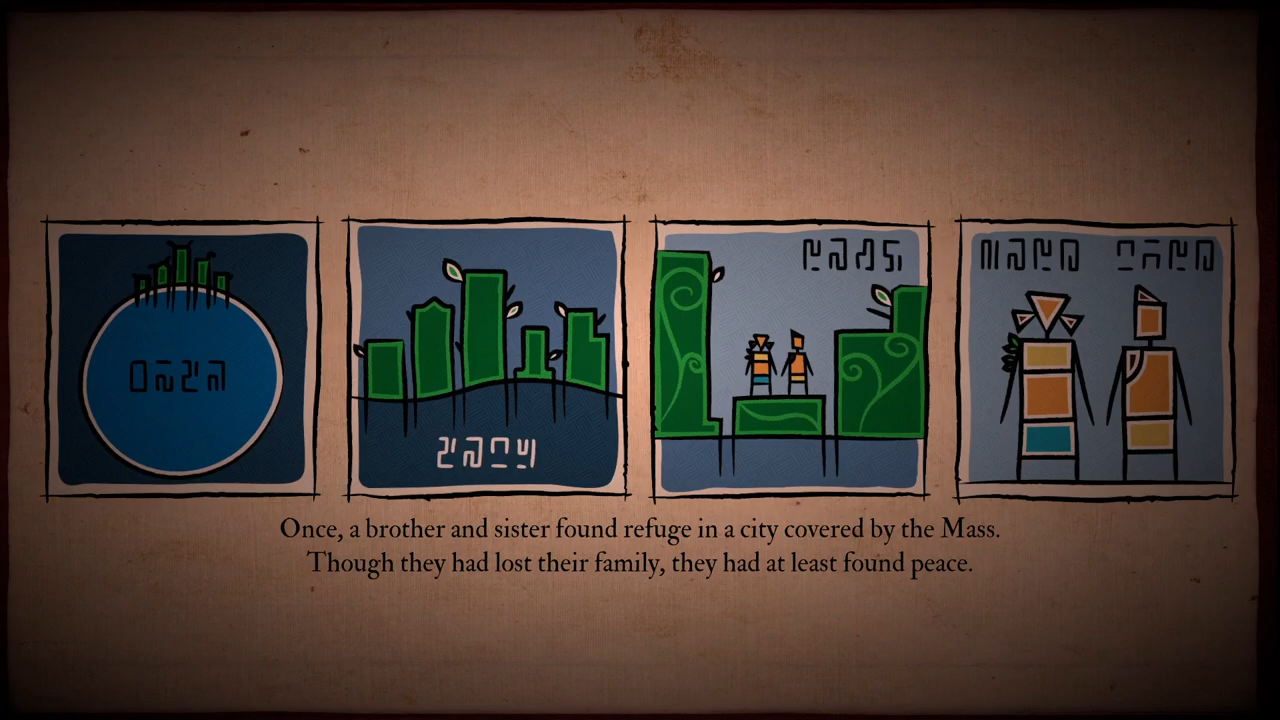 Once, a brother and sister found refuge in a city covered by the Mass.
Though they had lost their family, they had at least found peace.